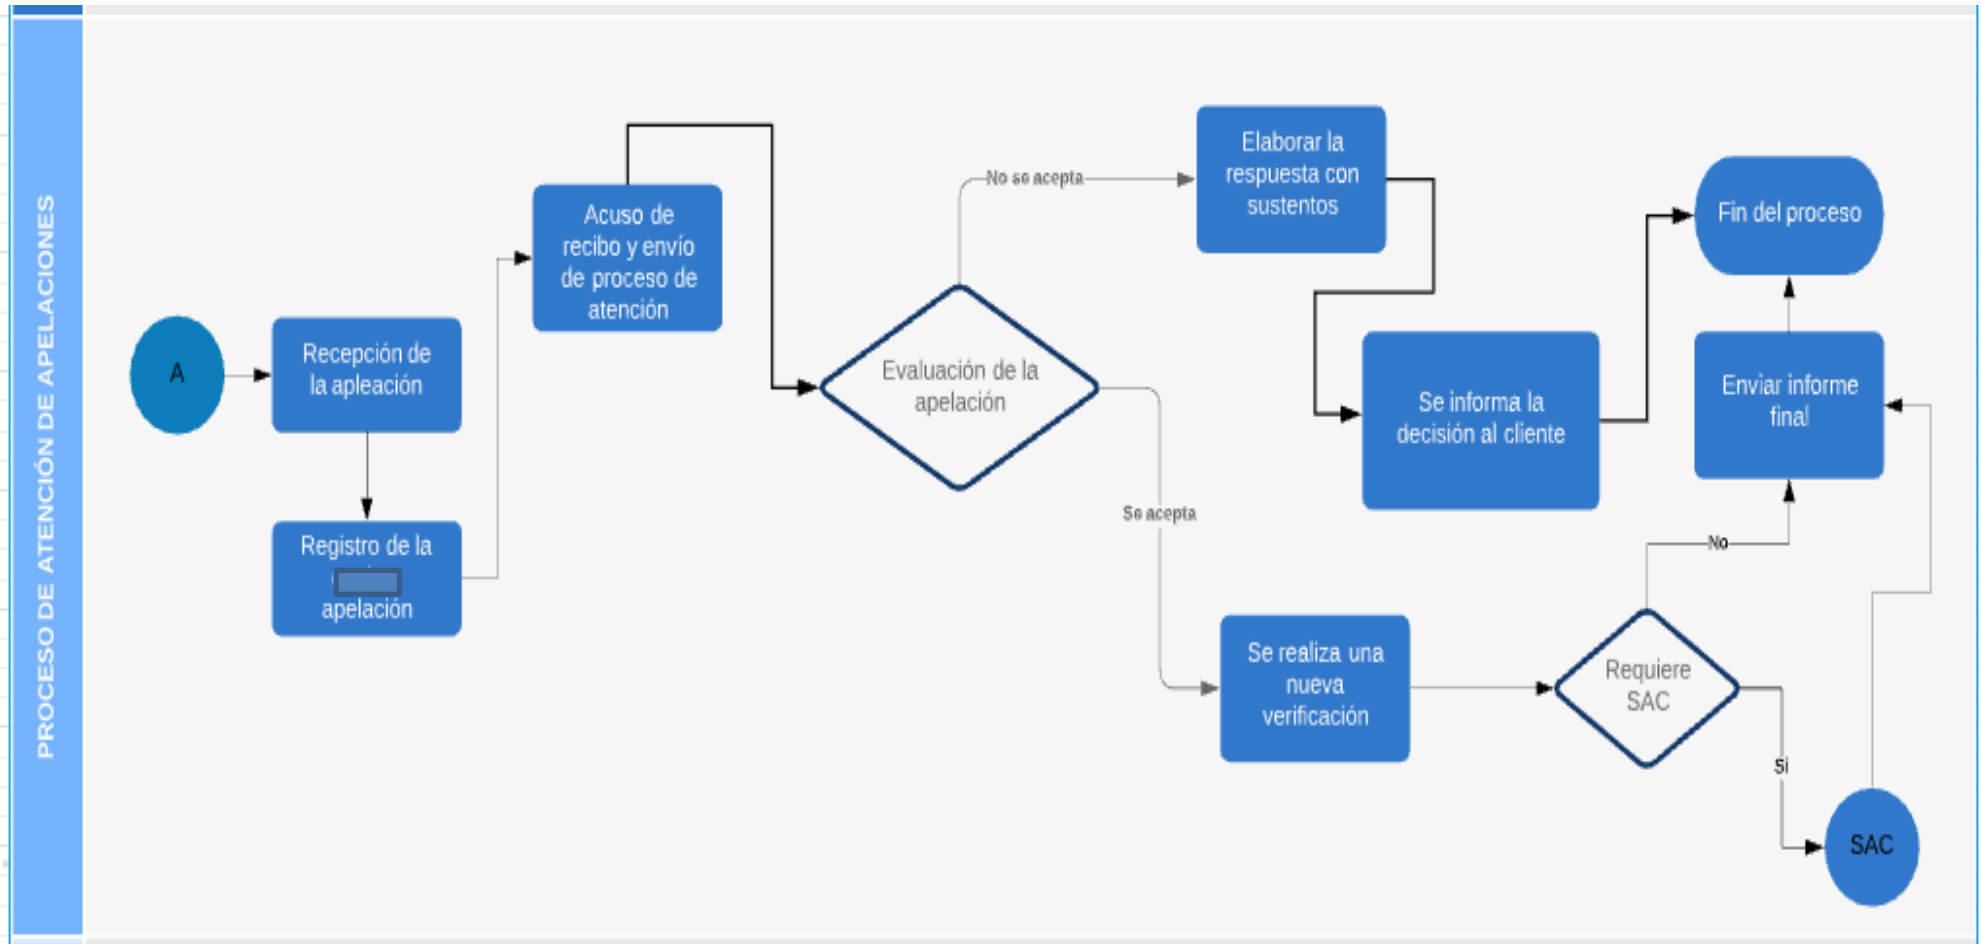 PROCESO DE ATENCIÓN DE APELACIONES
A
Recepción de
la apleación
Registro de la
apelación
Acuso de
recibo y envío
de proceso de
atención
Evaluación de la
apelación
No se acepta
Elaborar la
respuesta con
sustentos
Se informa la
decisión al cliente
Fin del proceso
Enviar informe
final
Se acepta
Se realiza una
nueva
verificación
Requiere
SAC
No
Si
SAC